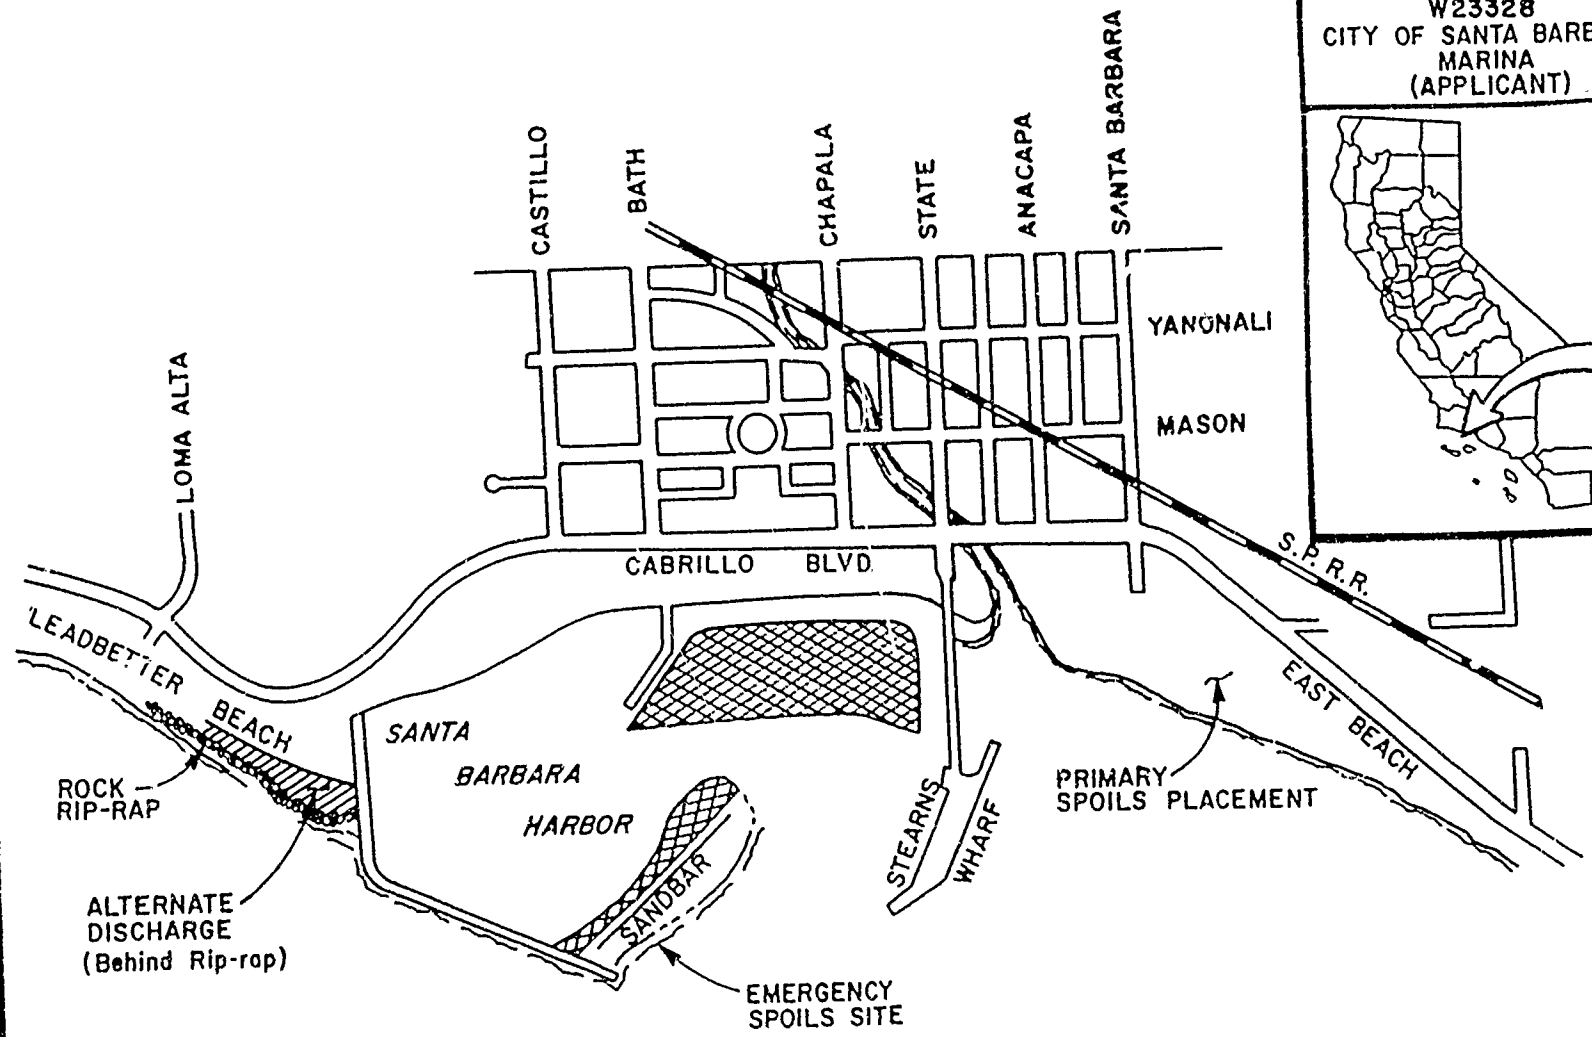 W23328
CITY OF SANTA BARB
MARINA
(APPLICANT)
CASTILLO
BATH
CHAPALA
STATE
ANACAPA
SANTA BARBARA
YANONALI
MASON
LOMA ALTA
CABRILLO BLVD.
S.P.R.R.
LEADBETTER
BEACH
SANTA
BARBARA
HARBOR
ROCK
RIP-RAP
ALTERNATE
DISCHARGE
(Behind Rip-rap)
SANDBAR
EMERGENCY
SPOILS SITE
STEARNS
WHARF
PRIMARY
SPOILS PLACEMENT
EAST BEACH